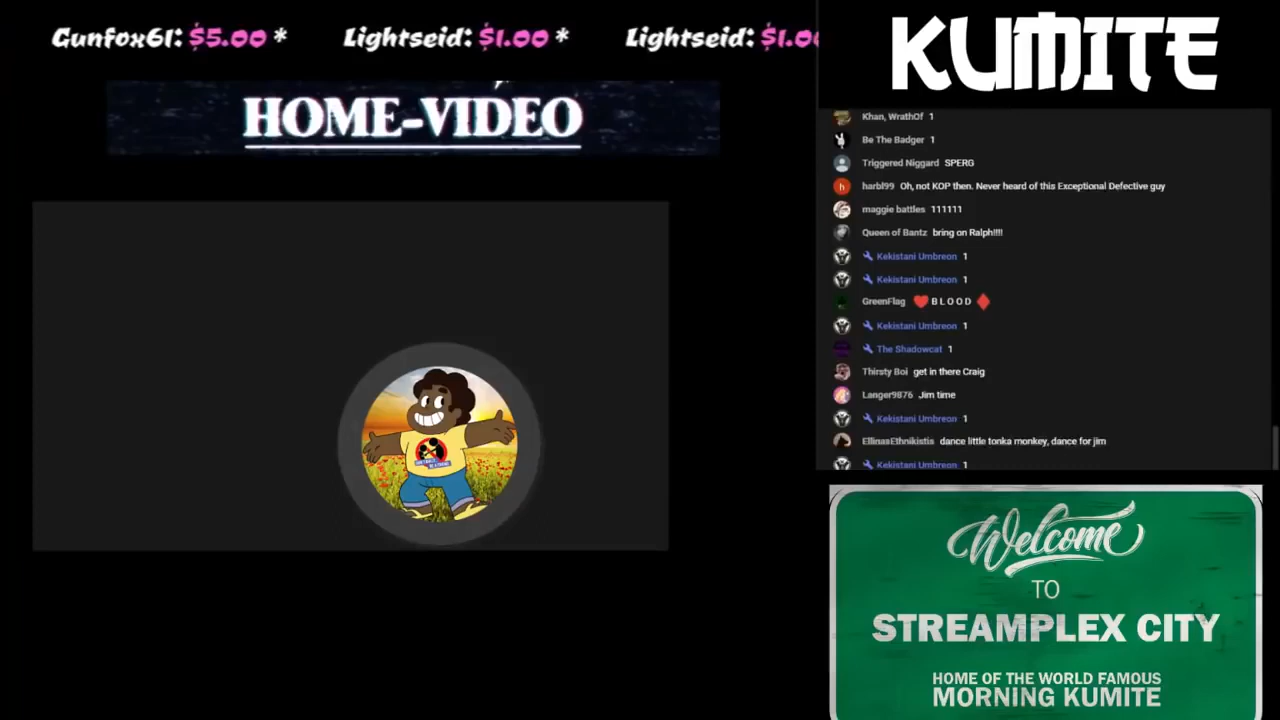 Gunfox61: $5.00 * Lightseid: $1.00 * Lightseid: $1.00
HOME-VIDEO
KUMITE
Khan, WrathOf 1
Be The Badger 1
Triggered Niggard SPERG
harbl99 Oh, not KOP then. Never heard of this Exceptional Defective guy
maggie battles 111111
Queen of Bantz bring on Ralph!!!!
Kekistani Umbreon 1
Kekistani Umbreon 1
GreenFlag ❤️ B L O O D ♦️
Kekistani Umbreon 1
The Shadowcat 1
Thirsty Boi get in there Craig
Langer9876 Jim time
Kekistani Umbreon 1
EllinasEthnikistis dance little tonka monkey, dance for jim
Kekistani Umbreon 1
Welcome
TO
STREAMPLEX CITY
HOME OF THE WORLD FAMOUS
MORNING KUMITE